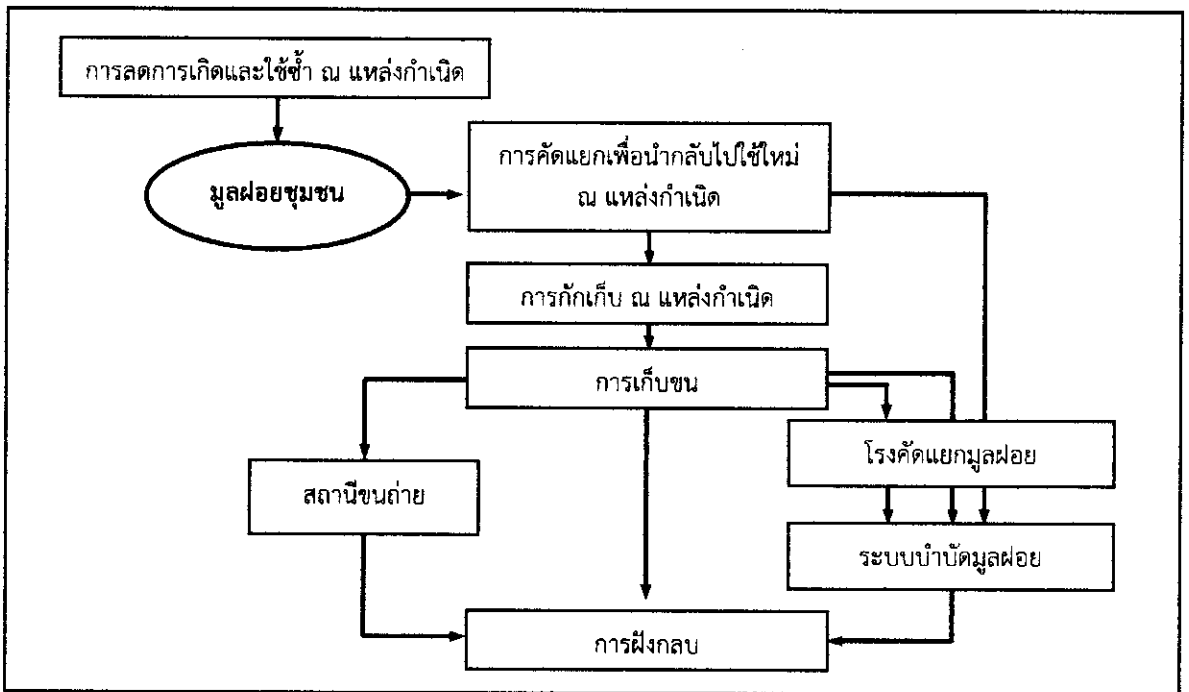 การลดการเกิดและใช้ซ้ำ ณ แหล่งกำเนิด
มูลฝอยชุมชน
การคัดแยกเพื่อนำกลับไปใช้ใหม่
ณ แหล่งกำเนิด
การกักเก็บ ณ แหล่งกำเนิด
การเก็บขน
โรงคัดแยกมูลฝอย
สถานีขนถ่าย
ระบบบำบัดมูลฝอย
การฝังกลบ